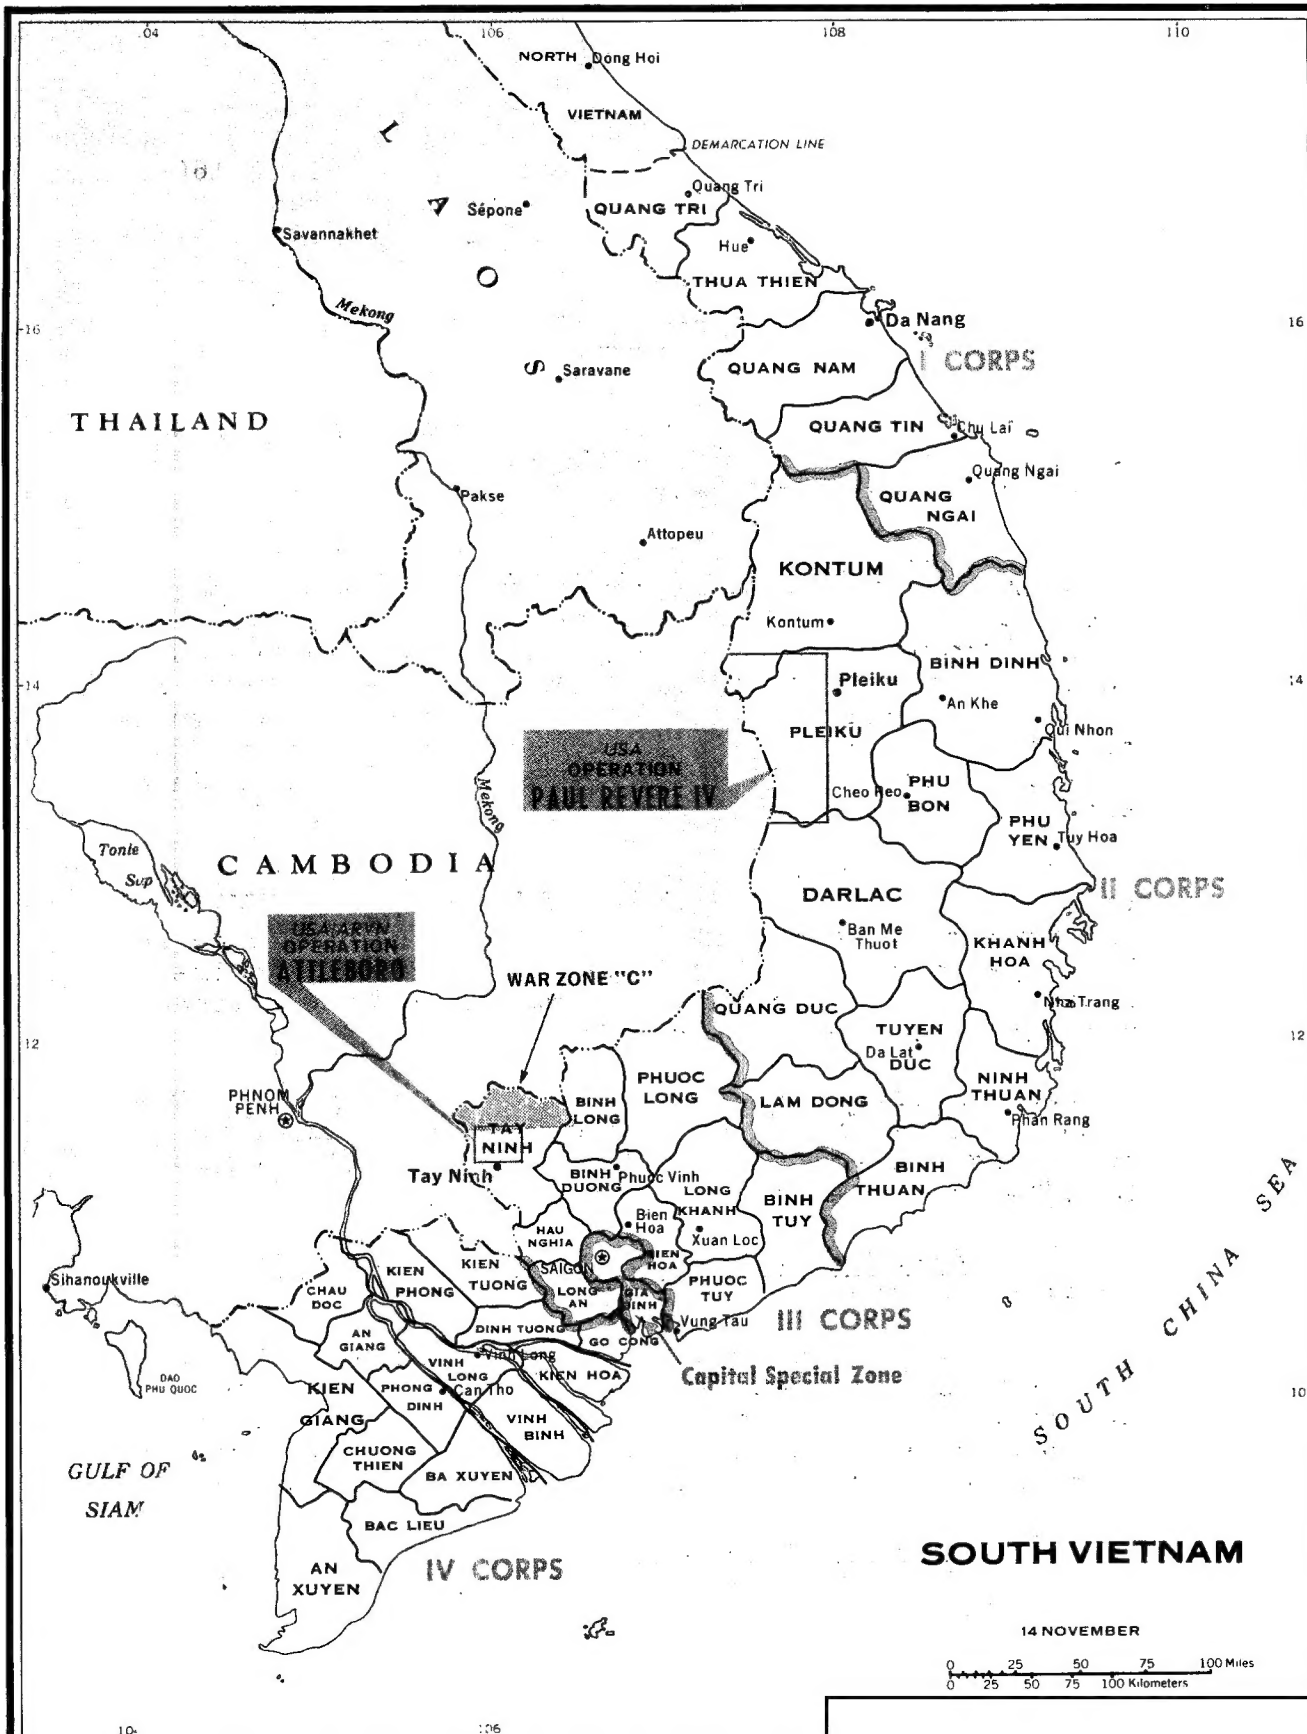 04
106
108
110
NORTH
Dong Hoi
VIETNAM
DEMARCATION LINE
L A O S
Quang Tri
QUANG TRI
Sépone
Savannakhet
Hue
THUA THIEN
Mekong
16
16
Da Nang
I CORPS
QUANG NAM
Saravane
THAILAND
QUANG TIN
Chu Lai
Quang Ngai
QUANG
NGAI
Pakse
Attopeu
KONTUM
Kontum
BINH DINH
14
14
Pleiku
An Khe
PLEIKU
Qui Nhon
USA
OPERATION
PAUL REVERE IV
Cheo Reo
PHU
BON
PHU
YEN
Tuy Hoa
Mekong
Tonle
Sap
CAMBODIA
DARLAC
II CORPS
Ban Me
Thuot
KHANH
HOA
USA/ARVN
OPERATION
ATTLEBORO
WAR ZONE "C"
Nha Trang
QUANG DUC
TUYEN
DUC
Da Lat
12
12
PHNOM
PENH
PHUOC
LONG
BINH
LONG
LAM DONG
NINH
THUAN
Phan Rang
TAY
NINH
Tay Ninh
BINH
DUONG
Phuoc Vinh
LONG
KHANH
BINH
TUY
BINH
THUAN
Bien
Hoa
Xuan Loc
HAU
NGHIA
SAIGON
BIEN
HOA
PHUOC
TUY
Sihanoukville
CHAU
DOC
KIEN
PHONG
KIEN
TUONG
LONG
AN
GIA
DINH
Vung Tau
III CORPS
AN
GIANG
DINH TUONG
GO CONG
Capital Special Zone
DAO
PHU QUOC
VINH
LONG
Vinh Long
KIEN HOA
KIEN
GIANG
PHONG
DINH
Can Tho
VINH
BINH
10
CHUONG
THIEN
BA XUYEN
GULF OF
SIAM
BAC LIEU
AN
XUYEN
IV CORPS
SOUTH CHINA SEA
SOUTH VIETNAM
14 NOVEMBER
0 25 50 75 100 Miles
0 25 50 75 100 Kilometers
10
106